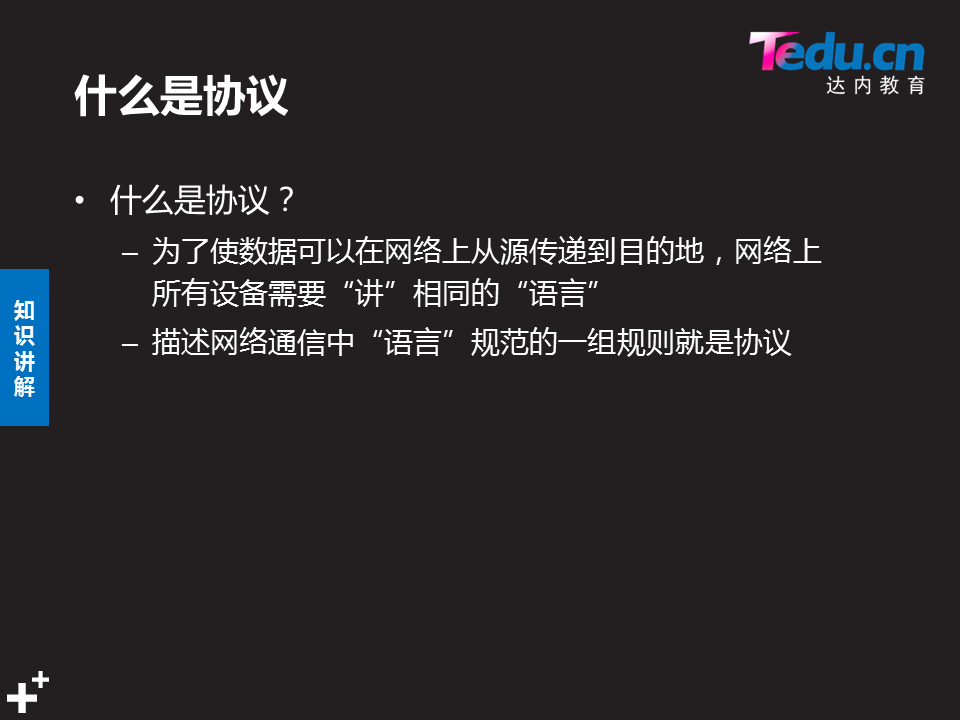 Tedu.cn
达内教育
什么是协议
• 什么是协议？
– 为了使数据可以在网络上从源传递到目的地，网络上
所有设备需要“讲”相同的“语言”
– 描述网络通信中“语言”规范的一组规则就是协议
知
识
讲
解